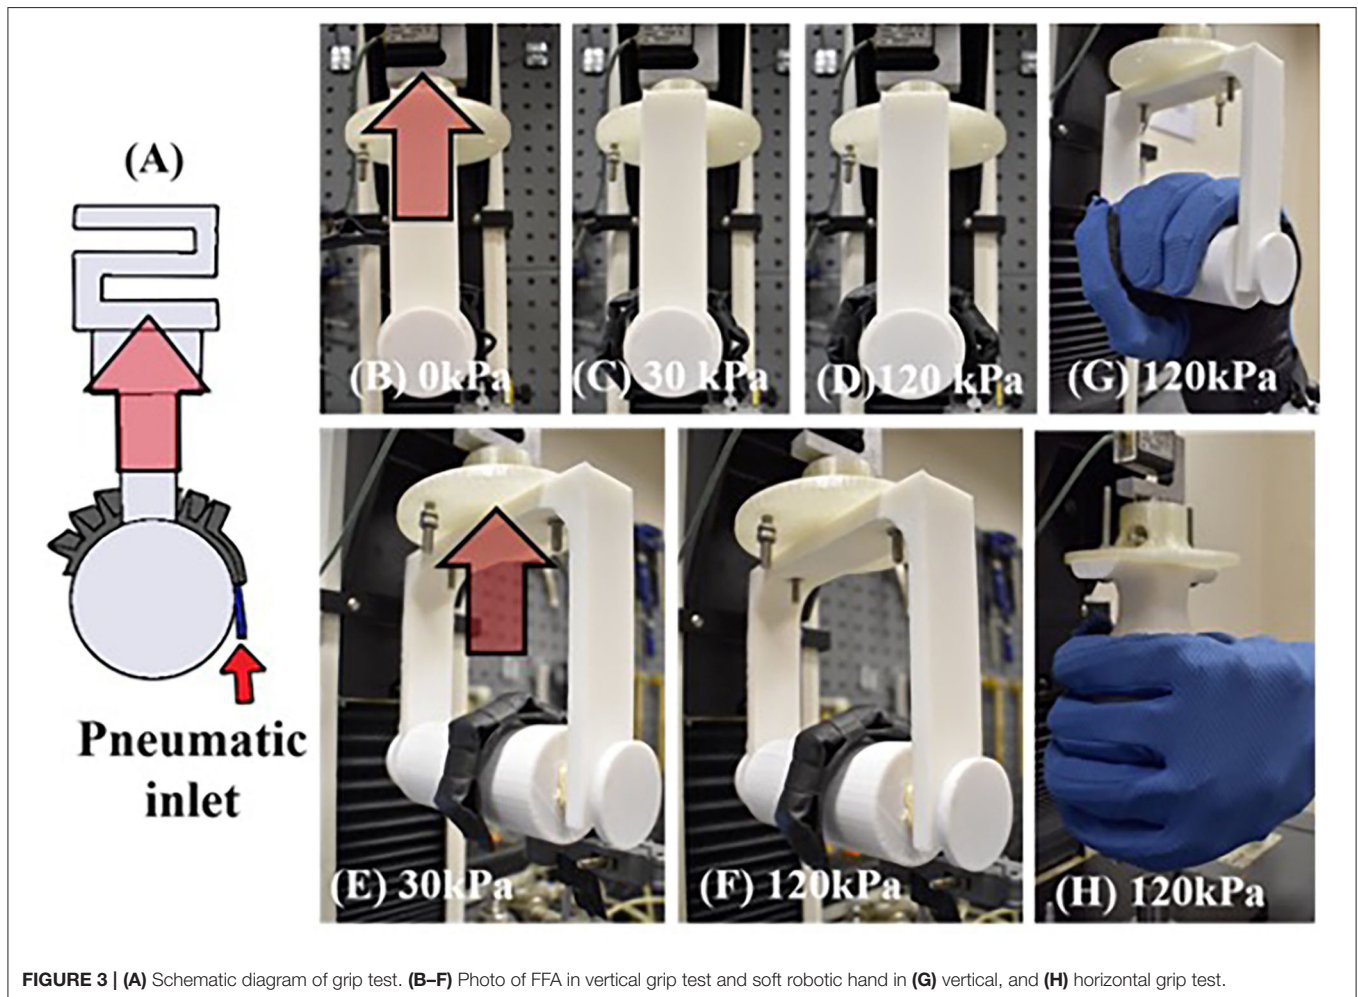 (A)
Pneumatic
inlet
(B) 0kPa
(C) 30 kPa
(D)120 kPa
(G) 120kPa
(E) 30kPa
(F) 120kPa
(H) 120kPa
FIGURE 3 | (A) Schematic diagram of grip test. (B–F) Photo of FFA in vertical grip test and soft robotic hand in (G) vertical, and (H) horizontal grip test.